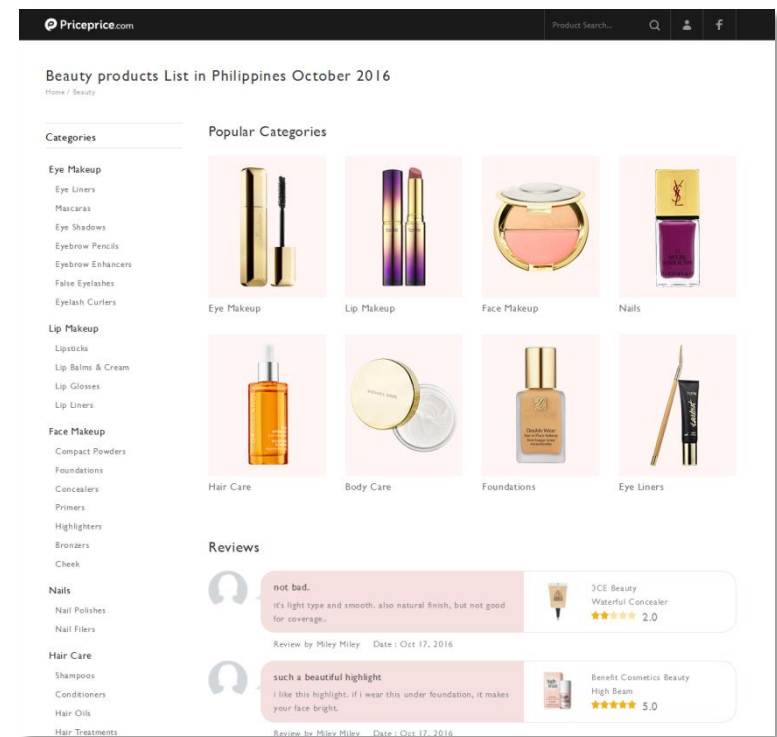 Priceprice.com
Product Search...
Beauty products List in Philippines October 2016
Home / Beauty
Categories
Eye Makeup
Eye Liners
Mascaras
Eye Shadows
Eyebrow Pencils
Eyebrow Enhancers
False Eyelashes
Eyelash Curlers
Lip Makeup
Lipsticks
Lip Balms & Cream
Lip Glosses
Lip Liners
Face Makeup
Compact Powders
Foundations
Concealers
Primers
Highlighters
Bronzers
Cheek
Nails
Nail Polishes
Nail Filers
Hair Care
Shampoos
Conditioners
Hair Oils
Hair Treatments
Popular Categories
Eye Makeup
Lip Makeup
Face Makeup
Nails
Hair Care
Body Care
Double Wear
Foundations
Eye Liners
Reviews
not bad.
it's light type and smooth. also natural finish, but not good
for coverage..
3CE Beauty
Waterful Concealer
2.0
Review by Miley Miley Date : Oct 17, 2016
such a beautiful highlight
i like this highlight. if i wear this under foundation, it makes
your face bright.
Benefit Cosmetics Beauty
High Beam
5.0
Review by Miley Miley Date : Oct 17, 2016